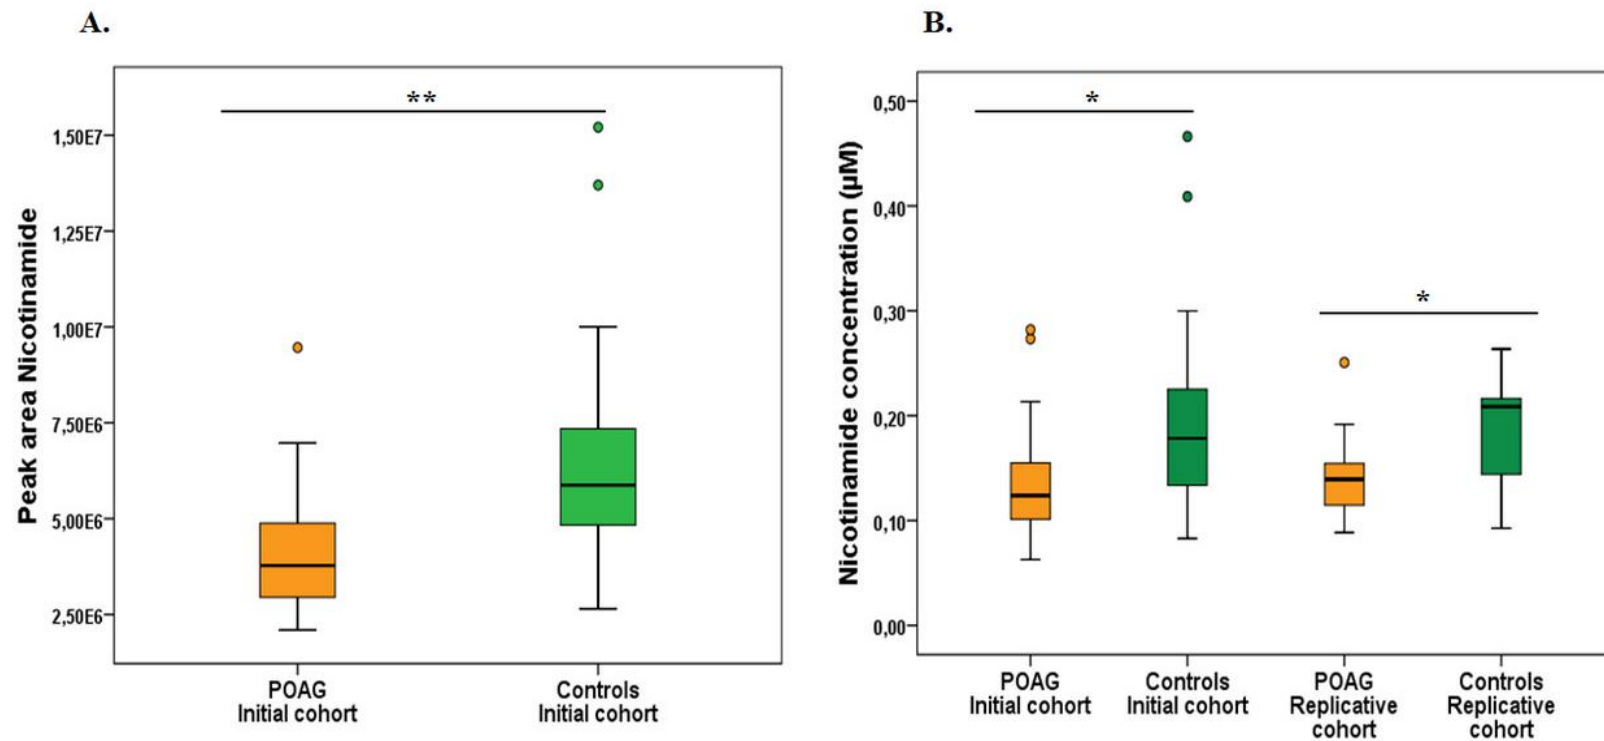 A.
B.
**
*
*
Peak area Nicotinamide
1,50E7
1,25E7
1,00E7
7,50E6
5,00E6
2,50E6
POAG
Initial cohort
Controls
Initial cohort
Nicotinamide concentration (µM)
0,50
0,40
0,30
0,20
0,10
0,00
POAG
Initial cohort
Controls
Initial cohort
POAG
Replicative
cohort
Controls
Replicative
cohort